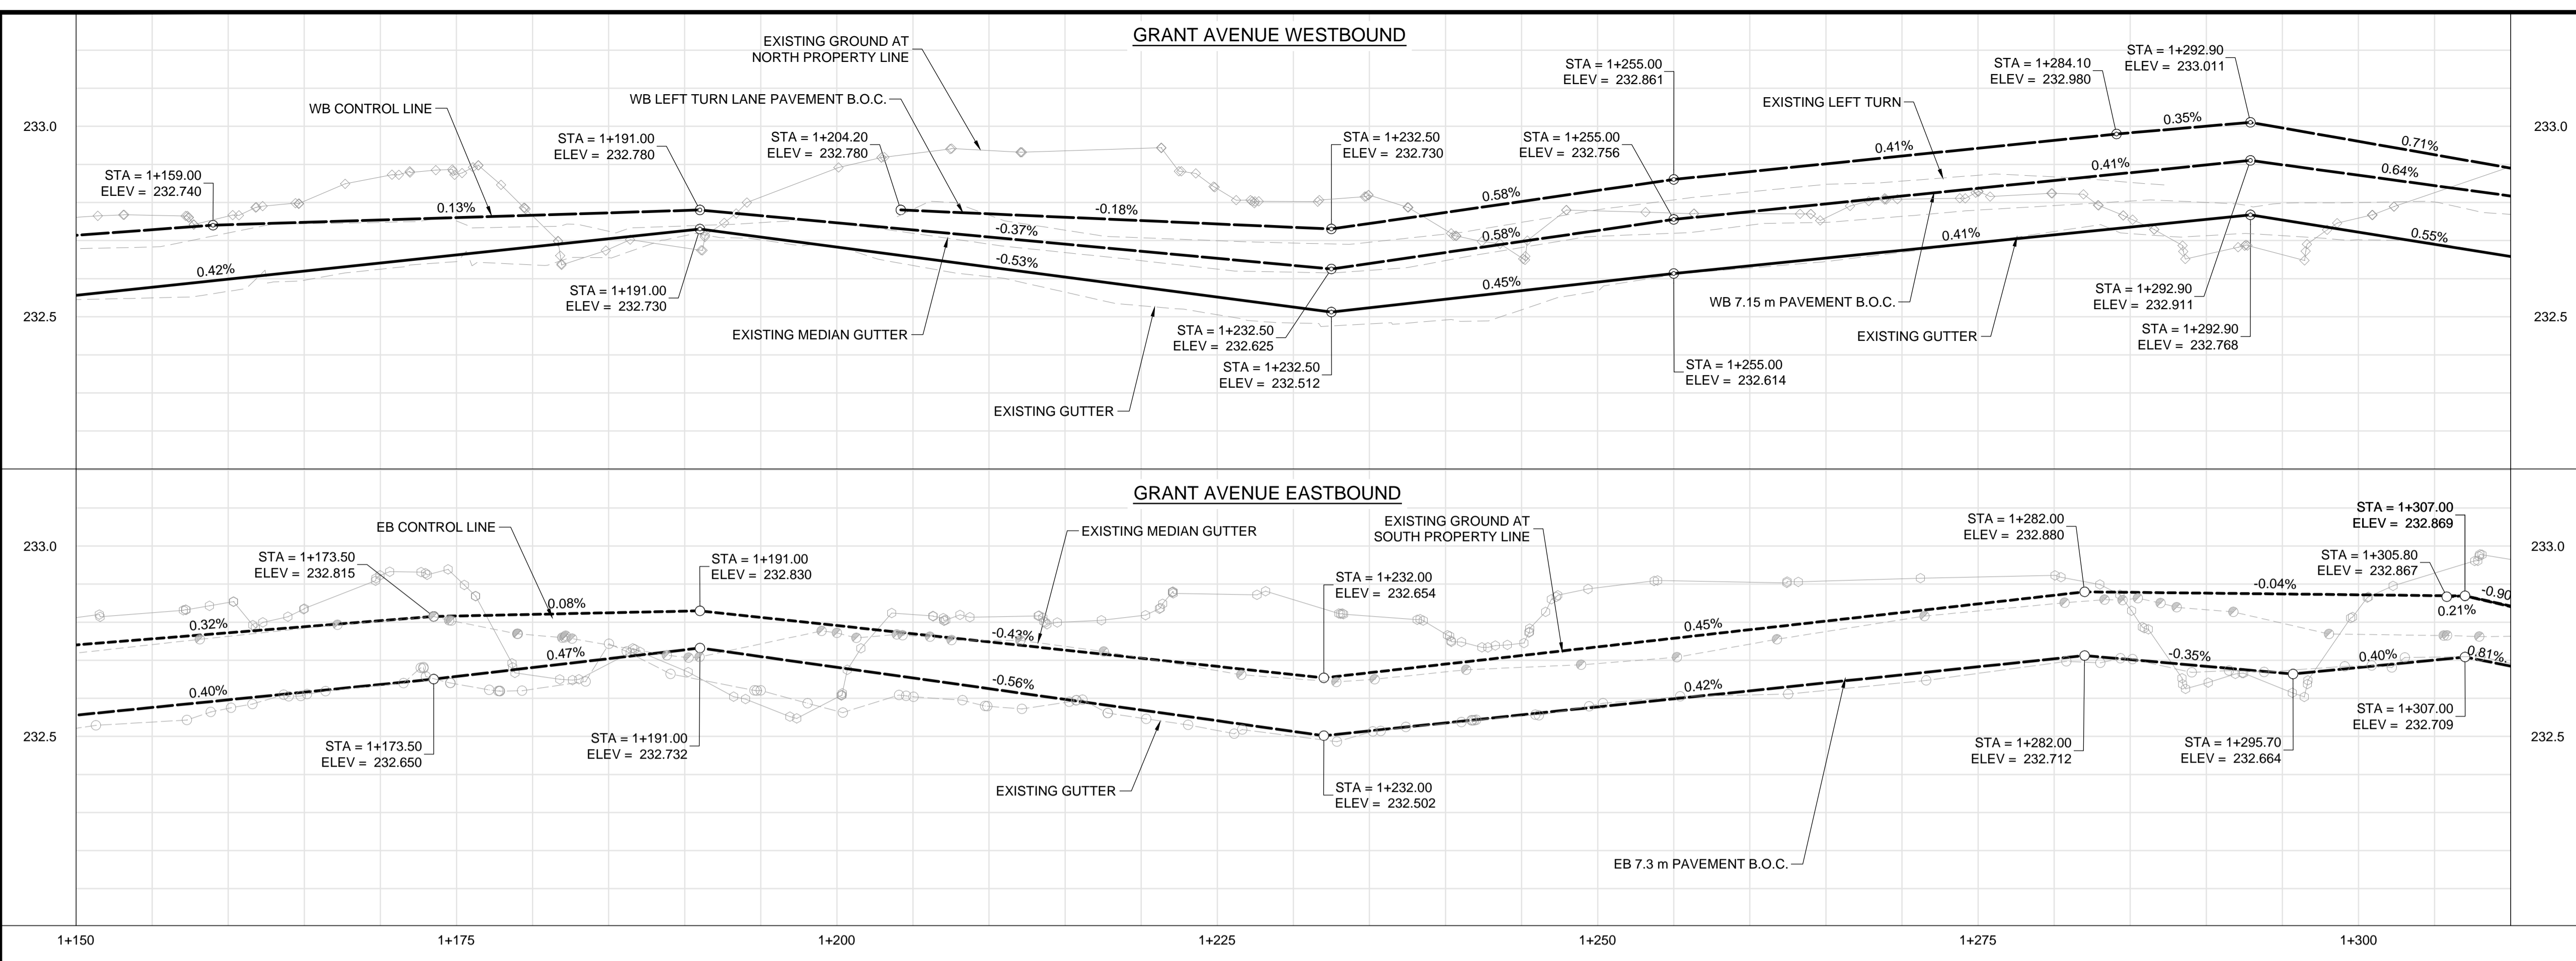 GRANT AVENUE WESTBOUND
EXISTING GROUND AT
NORTH PROPERTY LINE
WB CONTROL LINE
WB LEFT TURN LANE PAVEMENT B.O.C.
STA = 1+255.00
ELEV = 232.861
STA = 1+284.10
ELEV = 232.980
STA = 1+292.90
ELEV = 233.011
EXISTING LEFT TURN
233.0
233.0
STA = 1+159.00
ELEV = 232.740
STA = 1+191.00
ELEV = 232.780
STA = 1+204.20
ELEV = 232.780
STA = 1+232.50
ELEV = 232.730
STA = 1+255.00
ELEV = 232.756
0.13%
-0.18%
-0.37%
0.58%
0.58%
0.41%
0.41%
0.35%
0.71%
0.64%
0.42%
-0.53%
0.45%
0.41%
0.55%
STA = 1+191.00
ELEV = 232.730
EXISTING MEDIAN GUTTER
STA = 1+232.50
ELEV = 232.625
STA = 1+232.50
ELEV = 232.512
EXISTING GUTTER
WB 7.15 m PAVEMENT B.O.C.
EXISTING GUTTER
STA = 1+255.00
ELEV = 232.614
STA = 1+292.90
ELEV = 232.911
STA = 1+292.90
ELEV = 232.768
232.5
232.5
GRANT AVENUE EASTBOUND
EB CONTROL LINE
EXISTING MEDIAN GUTTER
EXISTING GROUND AT
SOUTH PROPERTY LINE
STA = 1+282.00
ELEV = 232.880
STA = 1+307.00
ELEV = 232.869
STA = 1+305.80
ELEV = 232.867
233.0
233.0
STA = 1+173.50
ELEV = 232.815
STA = 1+191.00
ELEV = 232.830
STA = 1+232.00
ELEV = 232.654
0.32%
0.08%
-0.43%
0.45%
-0.04%
0.21%
-0.90
0.40%
0.47%
-0.56%
0.42%
-0.35%
0.40%
0.81%
STA = 1+173.50
ELEV = 232.650
STA = 1+191.00
ELEV = 232.732
EXISTING GUTTER
STA = 1+232.00
ELEV = 232.502
EB 7.3 m PAVEMENT B.O.C.
STA = 1+282.00
ELEV = 232.712
STA = 1+295.70
ELEV = 232.664
STA = 1+307.00
ELEV = 232.709
232.5
232.5
1+150
1+175
1+200
1+225
1+250
1+275
1+300